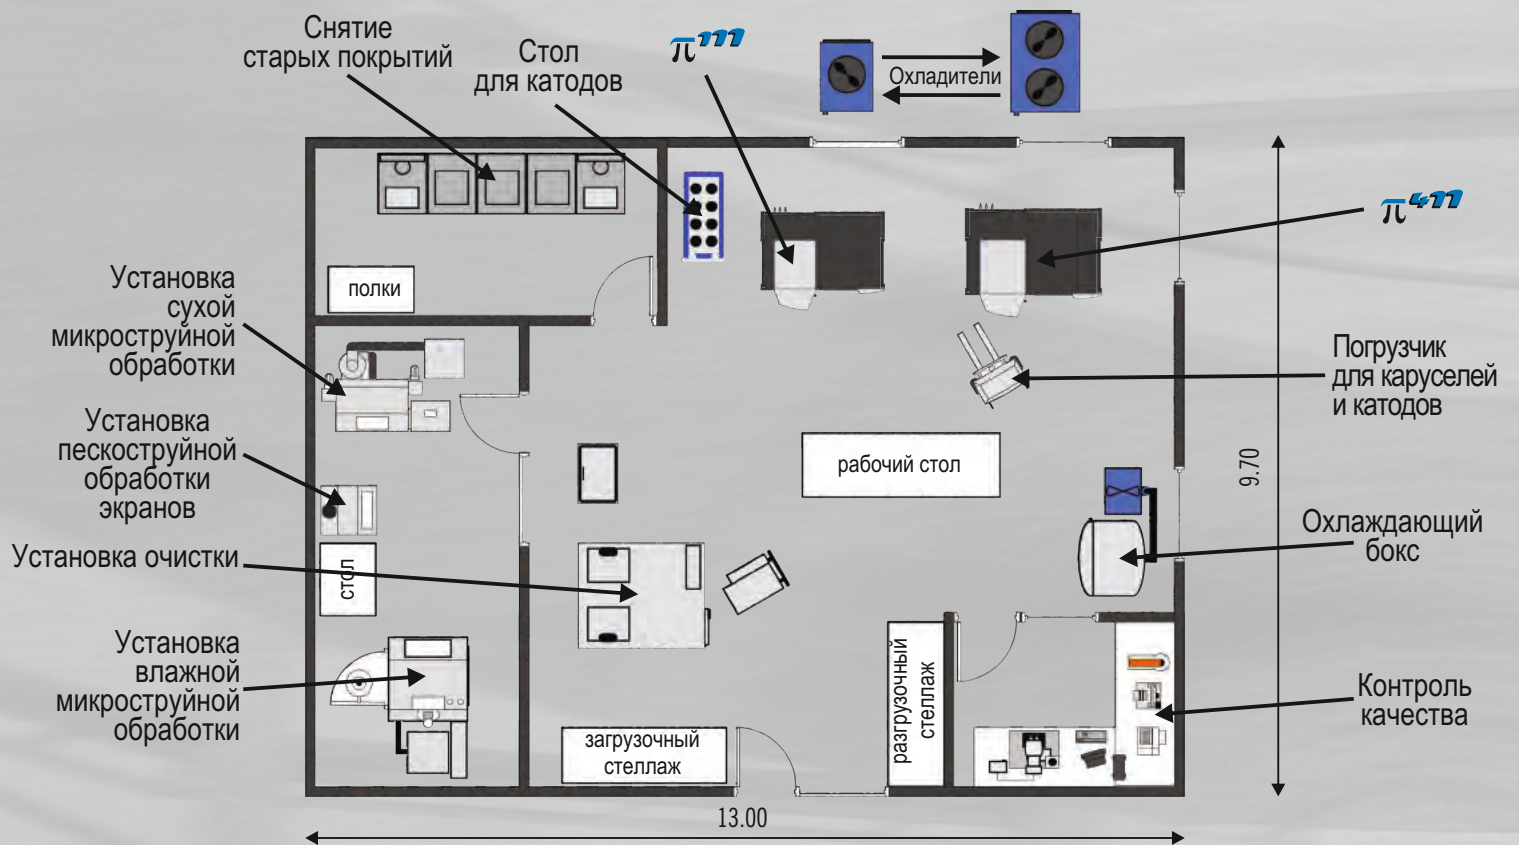 Снятие
старых покрытий
Стол
для катодов
π111
Охладители
π411
Установка
сухой
микроструйной
обработки
полки
Погрузчик
для каруселей
и катодов
Установка
пескоструйной
обработки
экранов
рабочий стол
9.70
Охлаждающий
бокс
Установка очистки
стол
Установка
влажной
микроструйной
обработки
разгрузочный
стеллаж
Контроль
качества
загрузочный
стеллаж
13.00